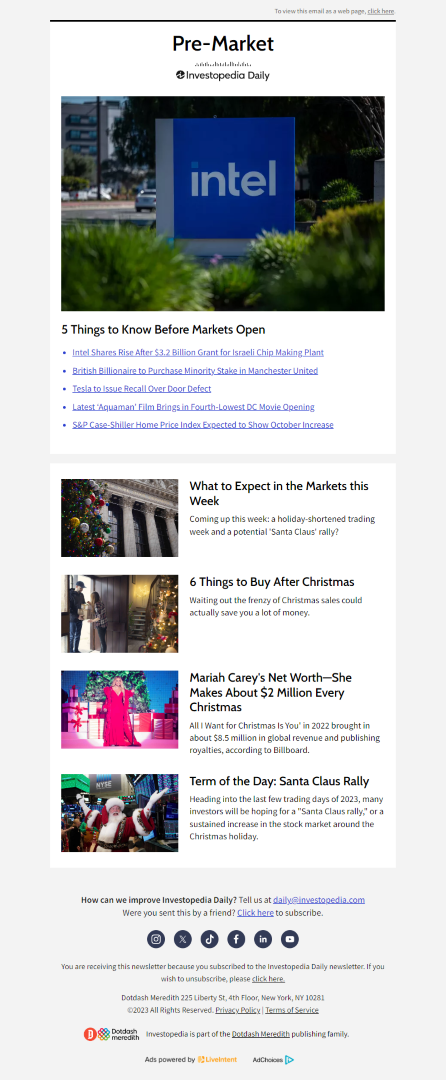 To view this email as a web page, click here.
Pre-Market
Investopedia Daily
intel
5 Things to Know Before Markets Open
Intel Shares Rise After $3.2 Billion Grant for Israeli Chip Making Plant
British Billionaire to Purchase Minority Stake in Manchester United
Tesla to Issue Recall Over Door Defect
Latest ‘Aquaman’ Film Brings in Fourth-Lowest DC Movie Opening
S&P Case-Shiller Home Price Index Expected to Show October Increase
What to Expect in the Markets this
Week
Coming up this week: a holiday-shortened trading
week and a potential 'Santa Claus' rally?
6 Things to Buy After Christmas
Waiting out the frenzy of Christmas sales could
actually save you a lot of money.
Mariah Carey's Net Worth—She
Makes About $2 Million Every
Christmas
All I Want for Christmas Is You' in 2022 brought in
about $8.5 million in global revenue and publishing
royalties, according to Billboard.
NYSE
Term of the Day: Santa Claus Rally
Heading into the last few trading days of 2023, many
investors will be hoping for a "Santa Claus rally," or a
sustained increase in the stock market around the
Christmas holiday.
How can we improve Investopedia Daily? Tell us at daily@investopedia.com
Were you sent this by a friend? Click here to subscribe.
You are receiving this newsletter because you subscribed to the Investopedia Daily newsletter. If you
wish to unsubscribe, please click here.
Dotdash Meredith 225 Liberty St, 4th Floor, New York, NY 10281
©2023 All Rights Reserved. Privacy Policy | Terms of Service
Dotdash
meredith
Investopedia is part of the Dotdash Meredith publishing family.
Ads powered by LiveIntent
AdChoices